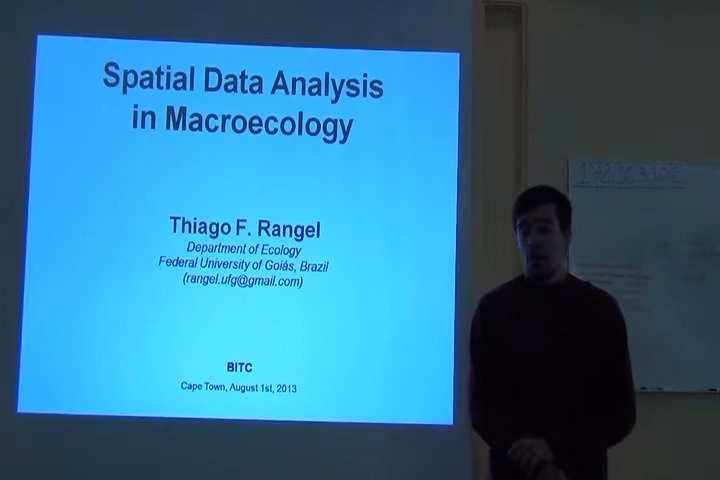 Spatial Data Analysis
in Macroecology
Thiago F. Rangel
Department of Ecology
Federal University of Goiás, Brazil
(rangel.ufg@gmail.com)
BITC
Cape Town, August 1st, 2013